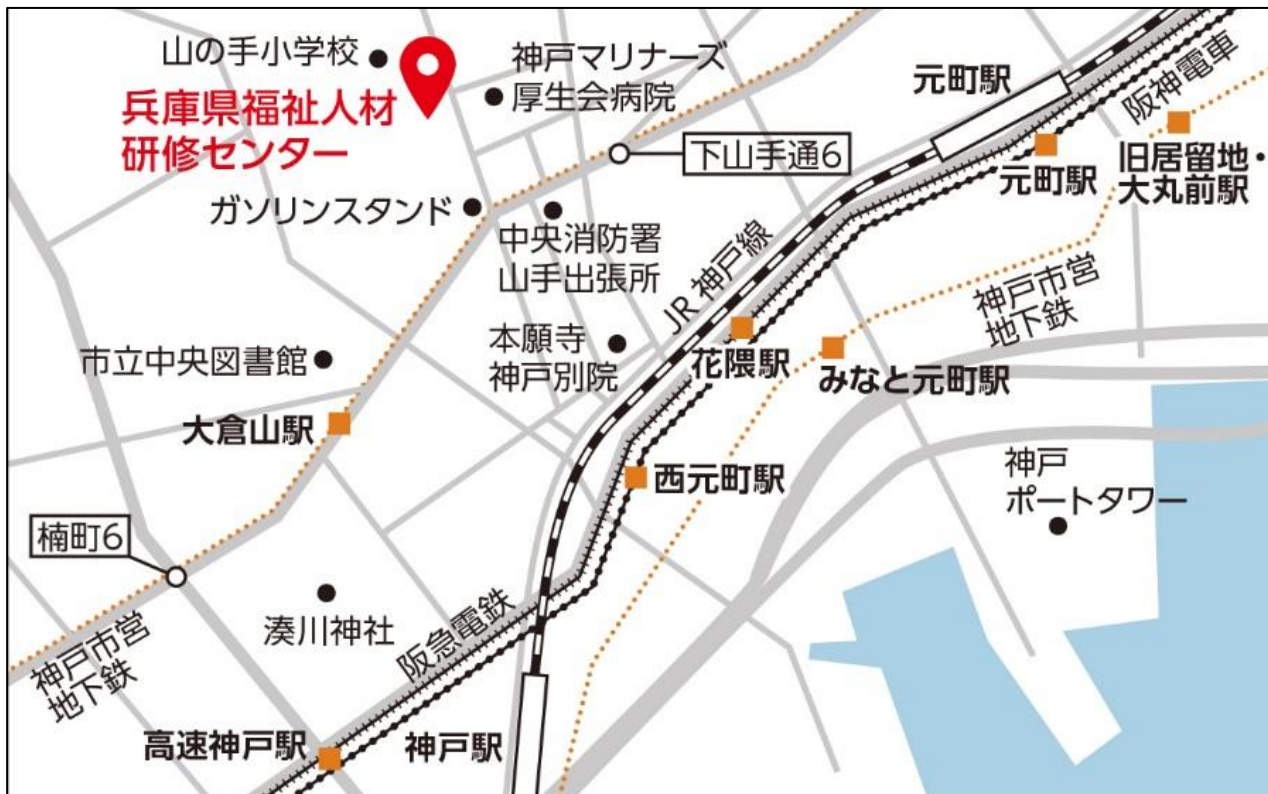 山の手小学校
兵庫県福祉人材
研修センター
神戸マリナーズ
厚生会病院
元町駅
阪神電車
下山手通6
元町駅
旧居留地・
大丸前駅
ガソリンスタンド
中央消防署
山手出張所
JR神戸線
神戸市営
地下鉄
市立中央図書館
本願寺
神戸別院
花隈駅
みなと元町駅
大倉山駅
西元町駅
神戸
ポートタワー
楠町6
湊川神社
阪急電鉄
神戸市営
地下鉄
高速神戸駅
神戸駅